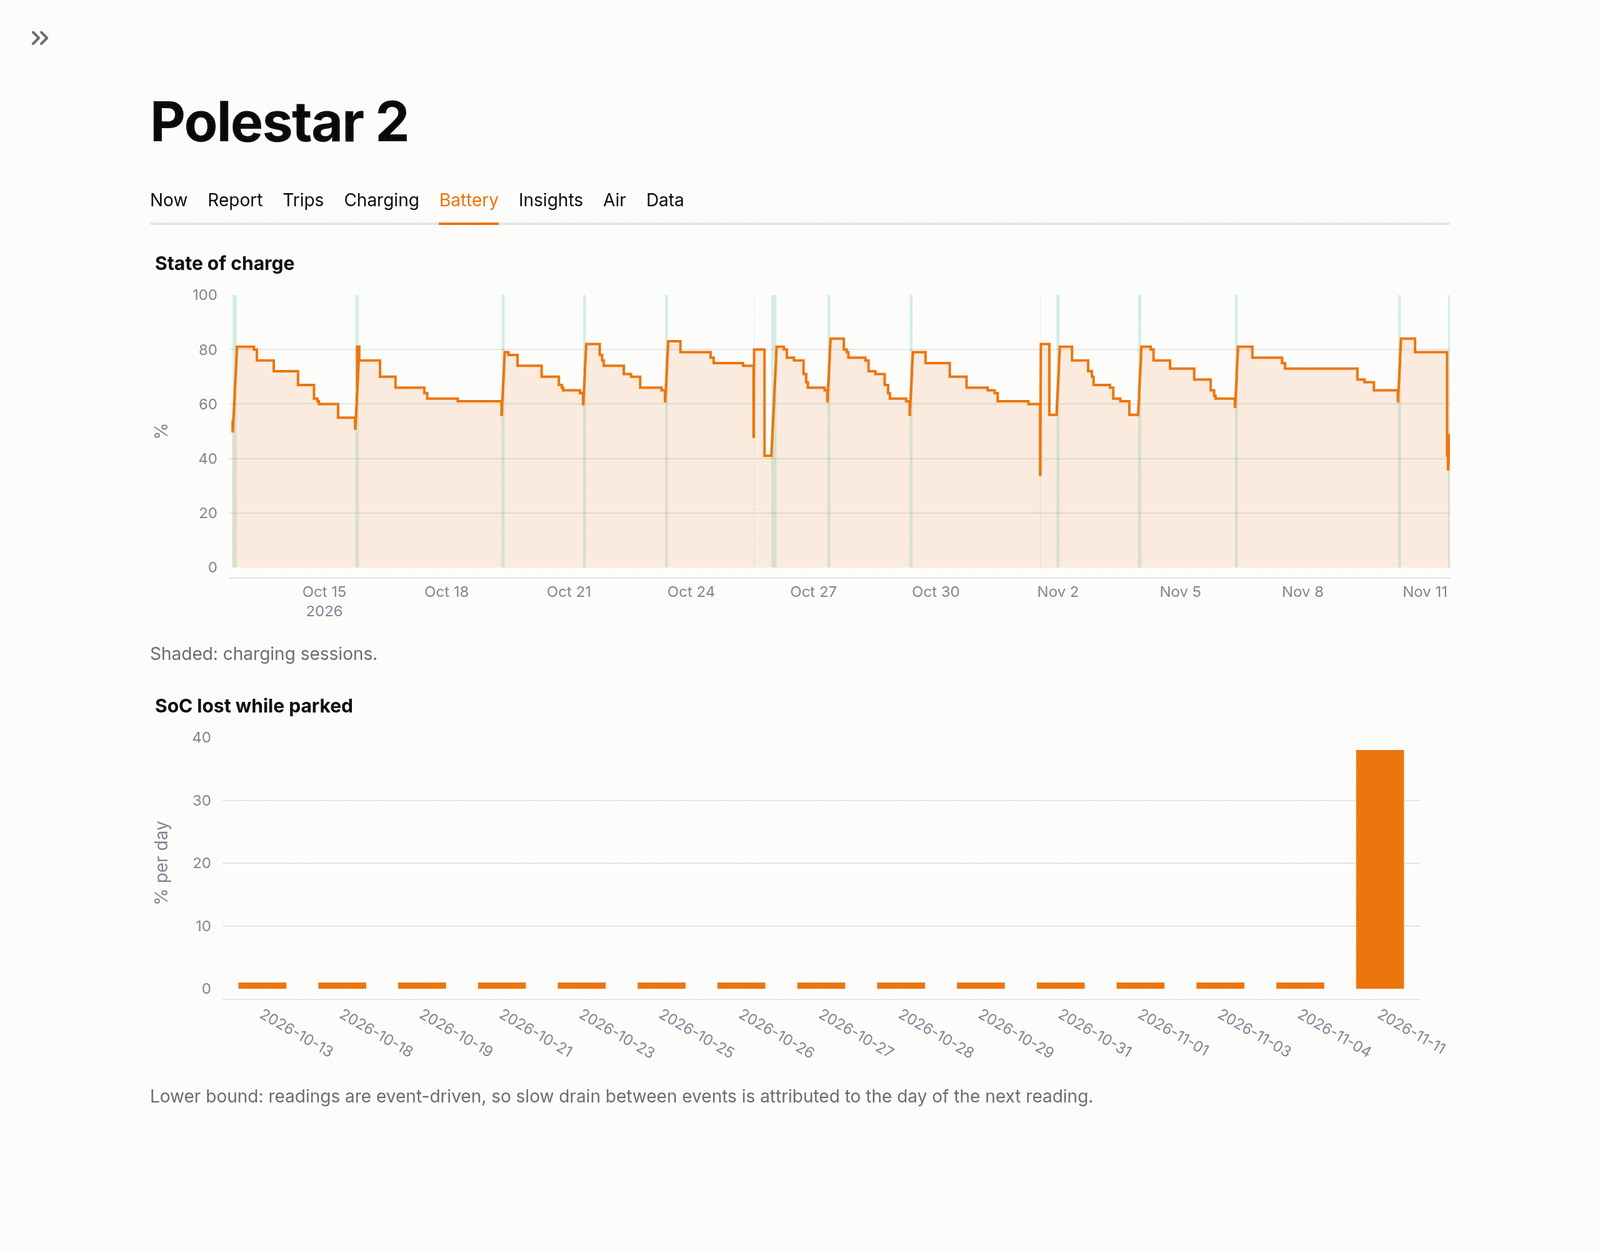 Polestar 2
Now Report Trips Charging Battery Insights Air Data
State of charge
100
80
60
40
20
0
%
Oct 15 Oct 18 Oct 21 Oct 24 Oct 27 Oct 30 Nov 2 Nov 5 Nov 8 Nov 11
2026
Shaded: charging sessions.
SoC lost while parked
40
30
20
10
0
% per day
2026-10-13 2026-10-18 2026-10-19 2026-10-21 2026-10-23 2026-10-25 2026-10-26 2026-10-27 2026-10-28 2026-10-29 2026-10-31 2026-11-01 2026-11-03 2026-11-04 2026-11-11
Lower bound: readings are event-driven, so slow drain between events is attributed to the day of the next reading.